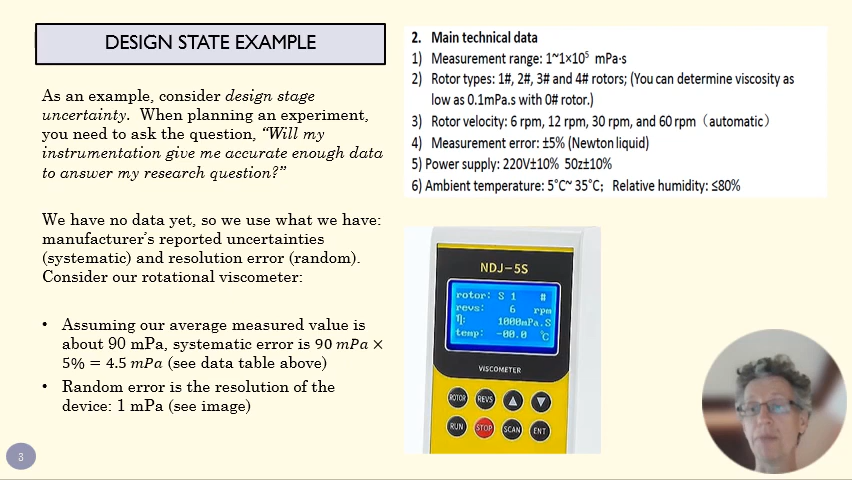 DESIGN STATE EXAMPLE
As an example, consider design stage
uncertainty. When planning an experiment,
you need to ask the question, “Will my
instrumentation give me accurate enough data
to answer my research question?”
We have no data yet, so we use what we have:
manufacturer’s reported uncertainties
(systematic) and resolution error (random).
Consider our rotational viscometer:
• Assuming our average measured value is
about 90 mPa, systematic error is 90 mPa ×
5% = 4.5 mPa (see data table above)
• Random error is the resolution of the
device: 1 mPa (see image)
3
2. Main technical data
1) Measurement range: 1~1×10⁵ mPa·s
2) Rotor types: 1#, 2#, 3# and 4# rotors; (You can determine viscosity as
low as 0.1mPa.s with 0# rotor.)
3) Rotor velocity: 6 rpm, 12 rpm, 30 rpm, and 60 rpm（automatic）
4) Measurement error: ±5% (Newton liquid)
5) Power supply: 220V±10% 50z±10%
6) Ambient temperature: 5°C~ 35°C; Relative humidity: ≤80%
NDJ-5S
rotor: S 1 #
revs: 6 rpm
η: 1000mPa.S
temp: -00.0 °C
VISCOMETER
ROTOR REVS ▲ ▼
RUN STOP SCAN ENT